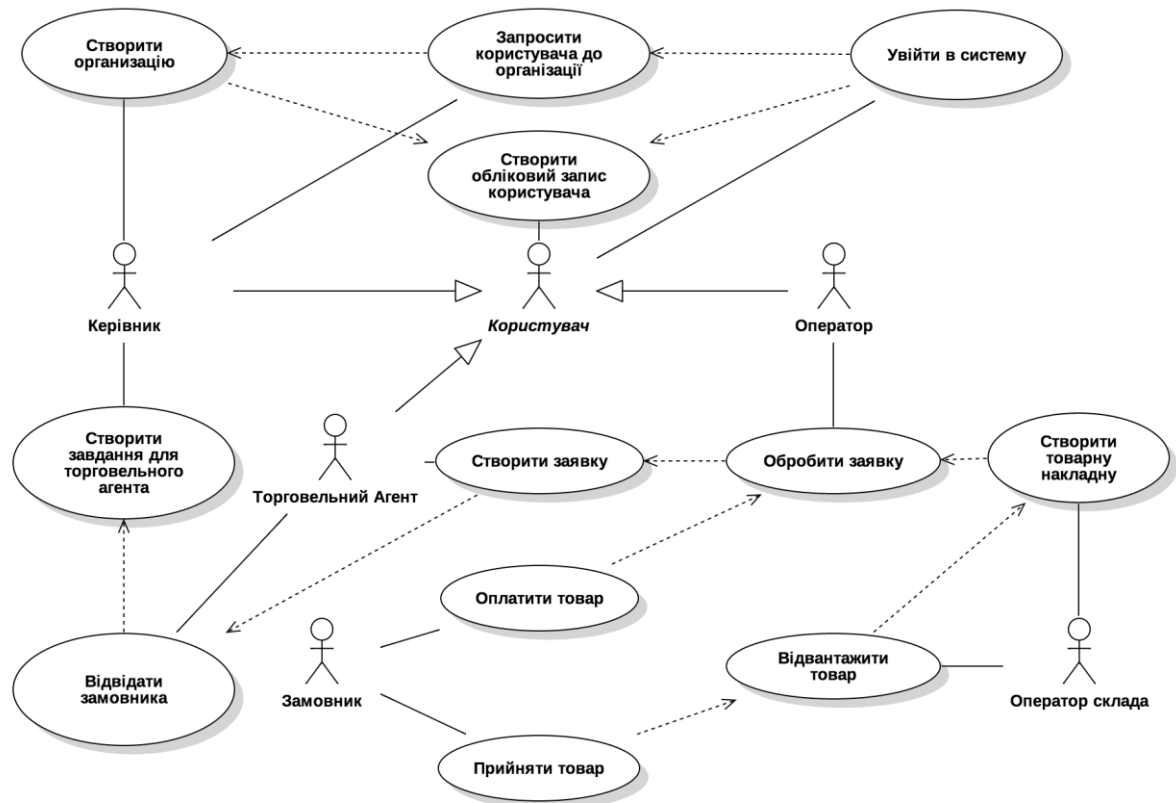 Створити
организацію
Запросити
користувача до
організації
Увійти в систему
Створити
обліковий запис
користувача
Керівник
Користувач
Оператор
Створити
завдання для
торговельного
агента
Торговельний Агент
Створити заявку
Обробити заявку
Створити
товарну
накладну
Оплатити товар
Відвідати
замовника
Замовник
Відвантажити
товар
Оператор склада
Прийняти товар